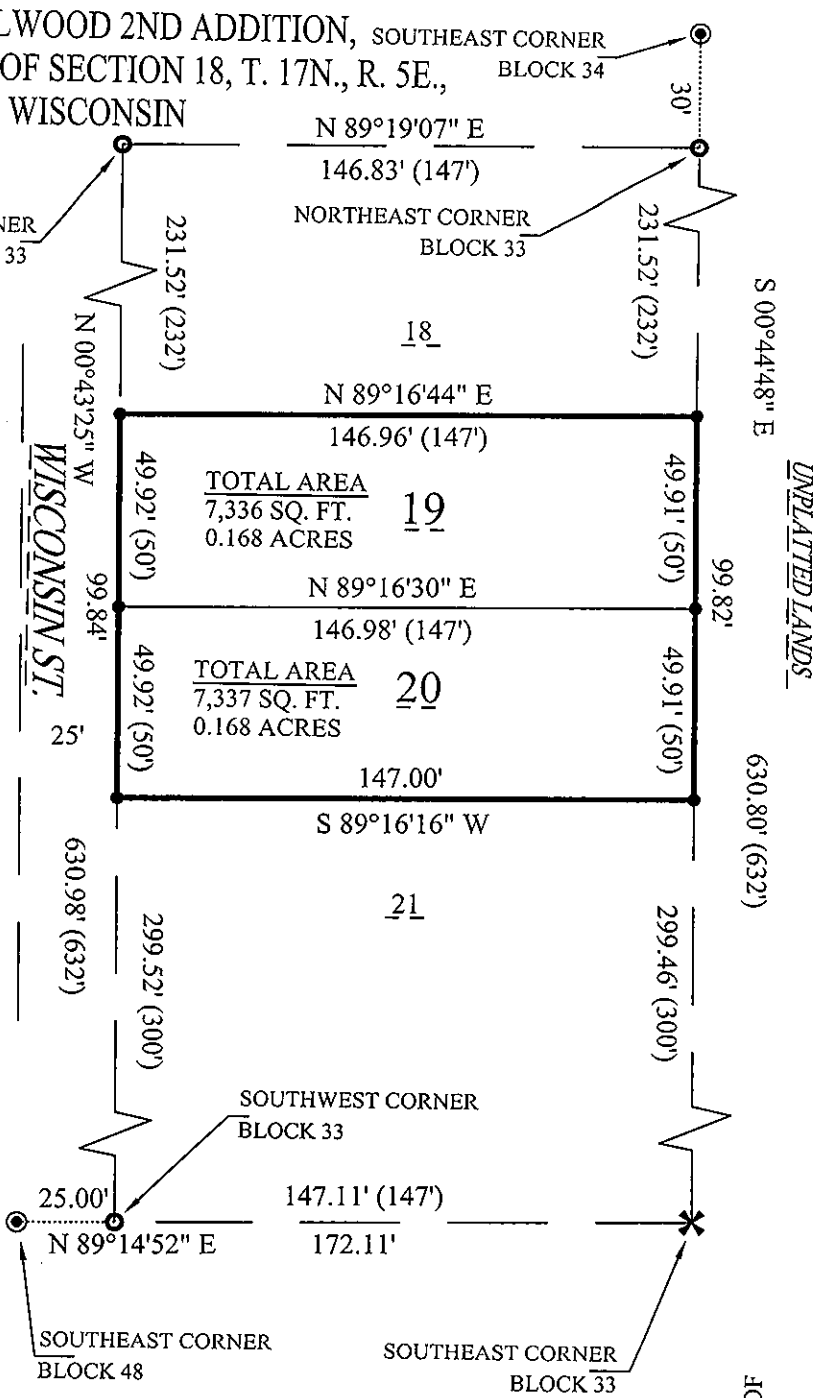 LWOOD 2ND ADDITION,
OF SECTION 18, T. 17N., R. 5E.,
WISCONSIN
SOUTHEAST CORNER
BLOCK 34
30'
N 89°19'07" E
146.83' (147')
NER
33
NORTHEAST CORNER
BLOCK 33
231.52' (232')
231.52' (232')
S 00°44'48" E
18
N 00°43'25" W
N 89°16'44" E
146.96' (147')
UNPLATTED LANDS
WISCONSIN ST.
49.92' (50')
TOTAL AREA
7,336 SQ. FT.
0.168 ACRES
19
49.91' (50')
99.84'
N 89°16'30" E
146.98' (147')
99.82'
49.92' (50')
TOTAL AREA
7,337 SQ. FT.
0.168 ACRES
20
49.91' (50')
25'
147.00'
S 89°16'16" W
630.80' (632')
630.98' (632')
21
299.52' (300')
299.46' (300')
SOUTHWEST CORNER
BLOCK 33
25.00'
147.11' (147')
N 89°14'52" E
172.11'
SOUTHEAST CORNER
BLOCK 48
SOUTHEAST CORNER
BLOCK 33